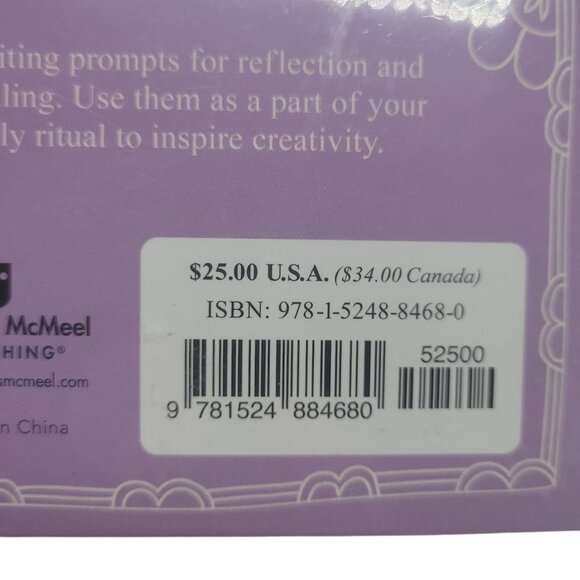 iting prompts for reflection and
ling. Use them as a part of your
ly ritual to inspire creativity.
$25.00 U.S.A. ($34.00 Canada)
ISBN: 978-1-5248-8468-0
52500
9 781524 884680
McMeel
HING®
smcmeel.com
n China